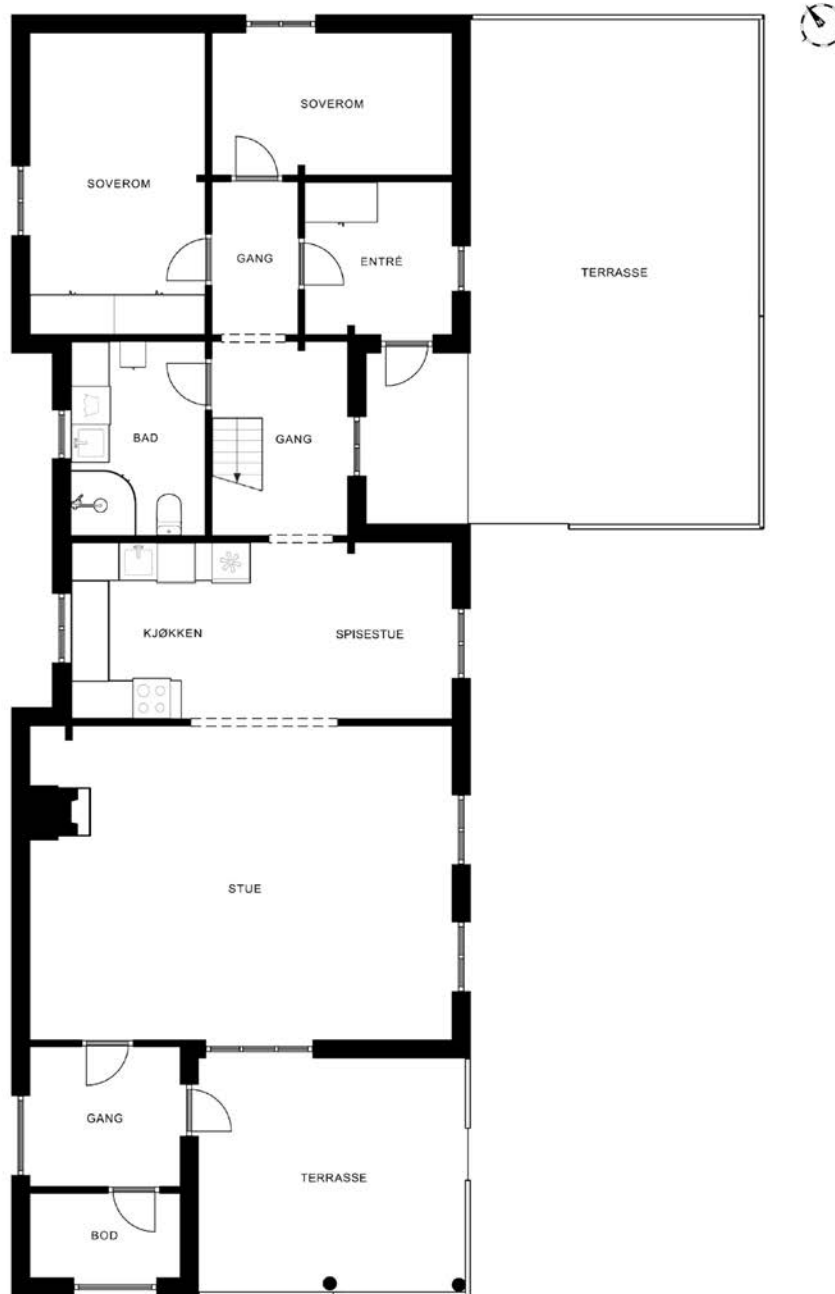 SOVEROM
SOVEROM
GANG
ENTRÉ
TERRASSE
BAD
GANG
KJØKKEN
SPISESTUE
STUE
GANG
TERRASSE
BOD